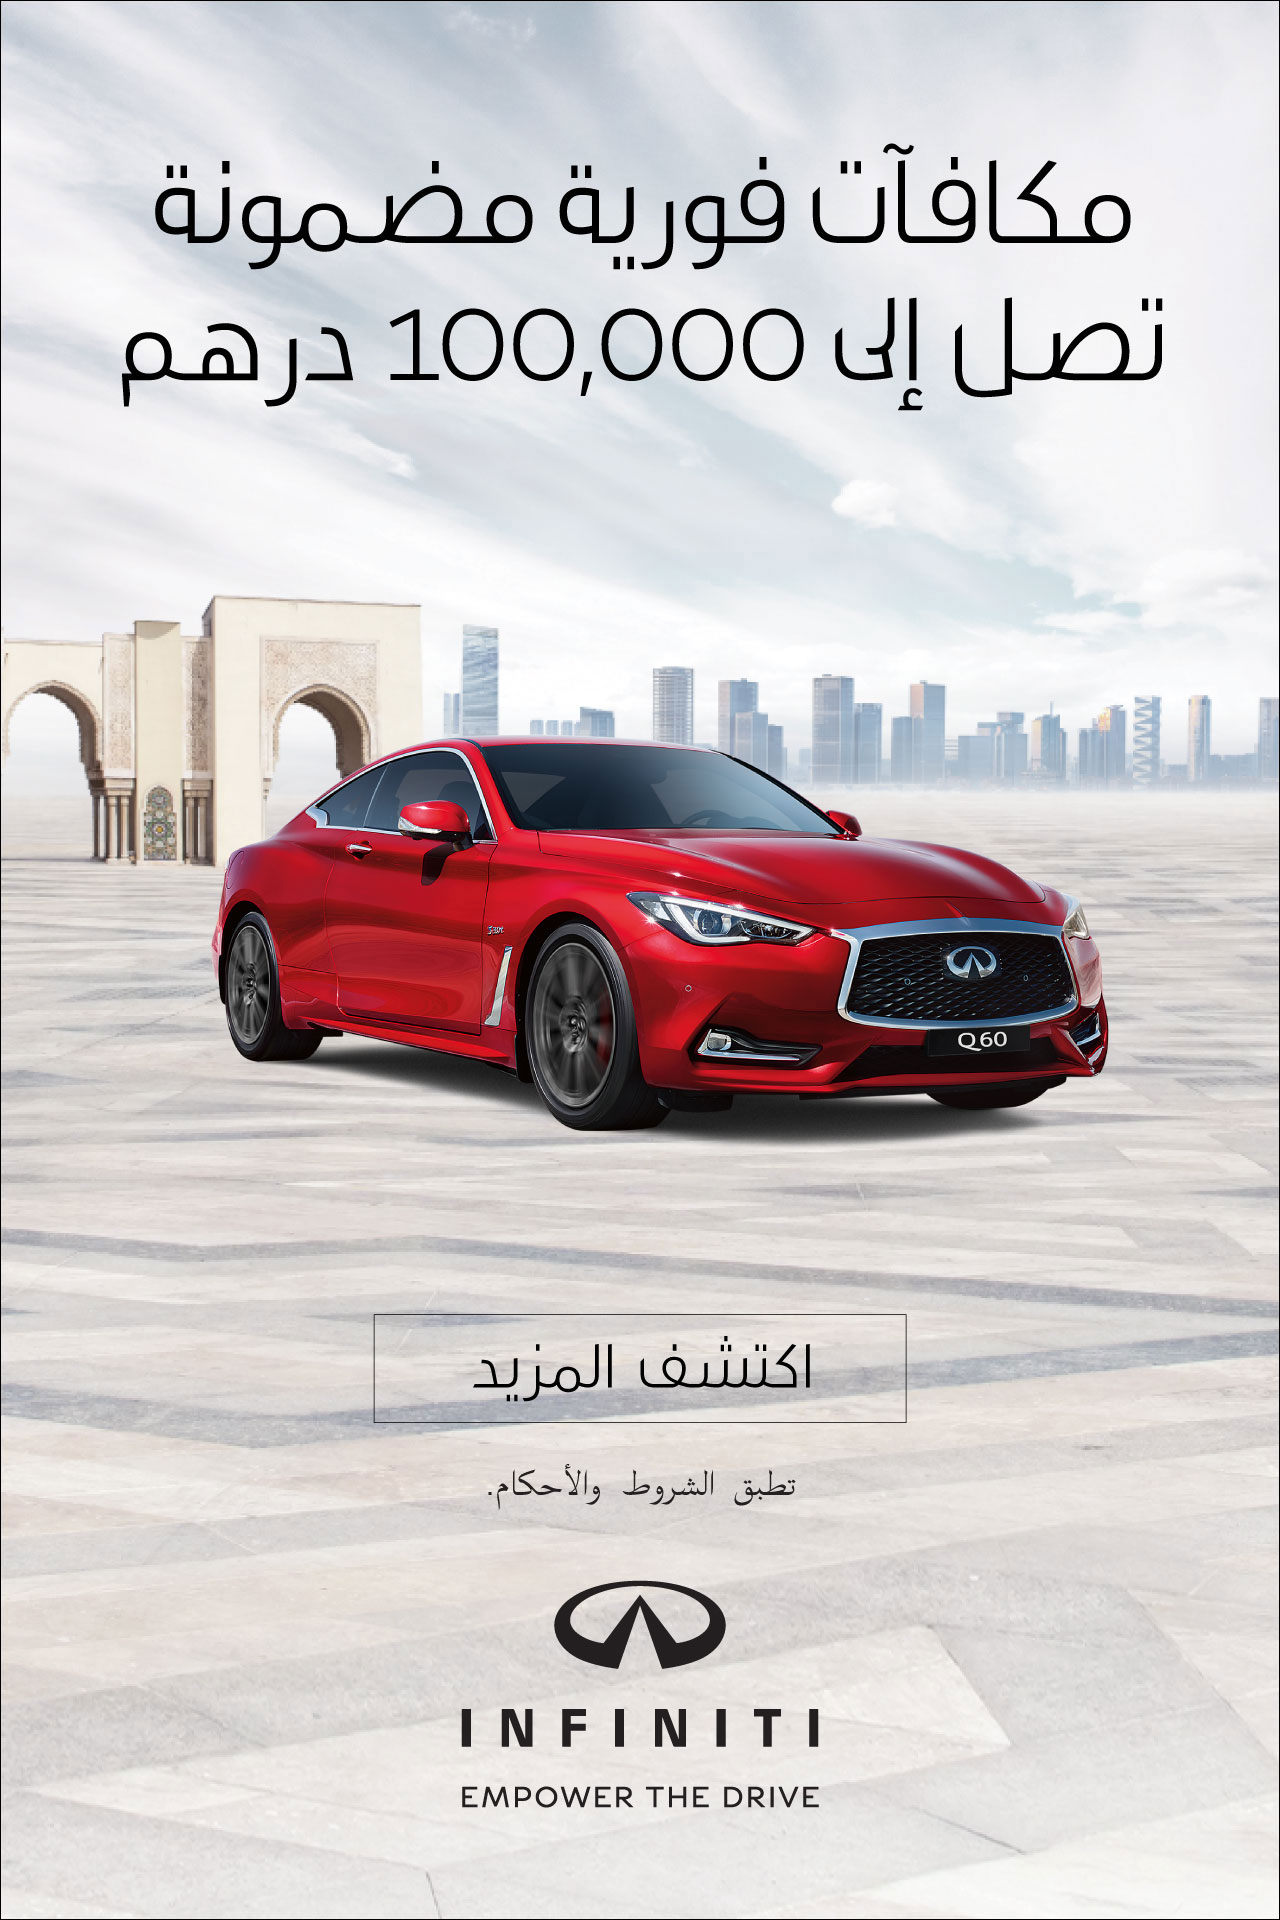 مكافآت فورية مضمونة
تصل إلى 100,000 درهم
Q60
اكتشف المزيد
تطبق الشروط والأحكام.
INFINITI
EMPOWER THE DRIVE